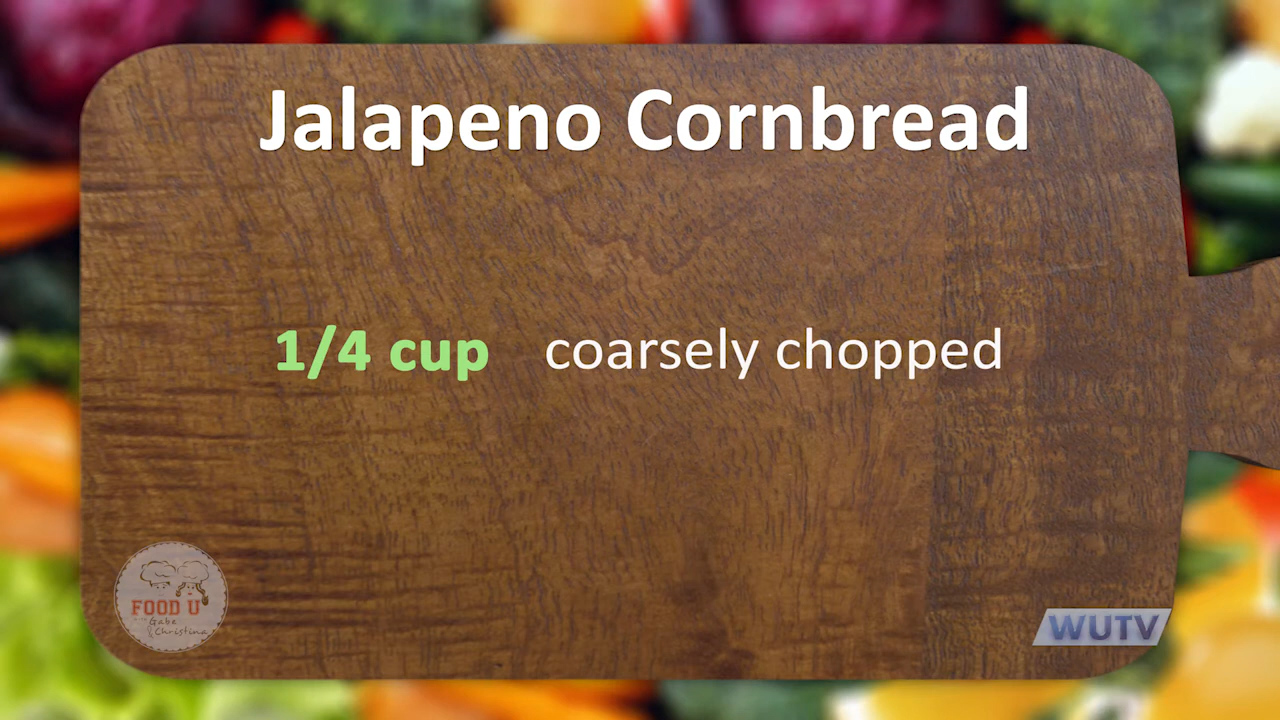 Jalapeno Cornbread
1/4 cup coarsely chopped
FOOD U
Gabe
& Christina
WUTV